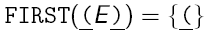 FIRST((E)) = {(}